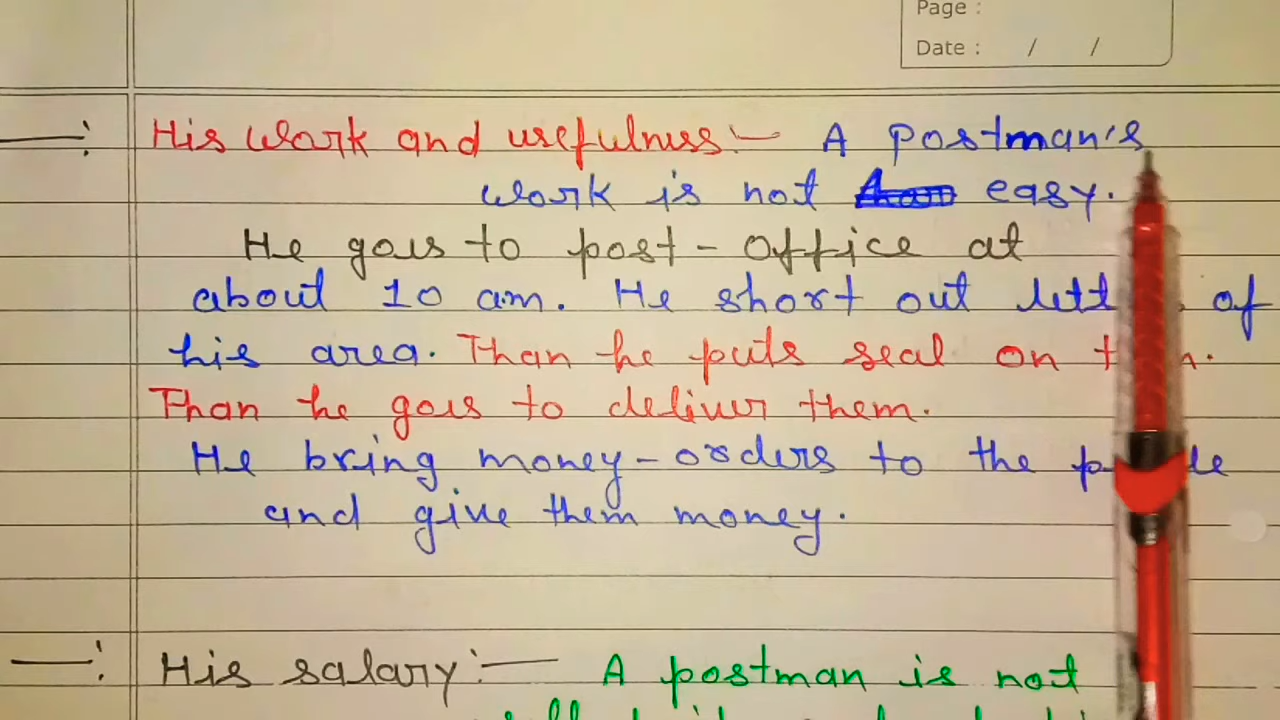 Page :
Date : / /
His work and usefulness :- A postman's
work is not easy.
He goes to post - office at
about 10 am. He short out lett of
his area. Than he puts seal on
Than he goes to deliver them.
He bring money - orders to the
and give them money.
His salary :- A postman is not